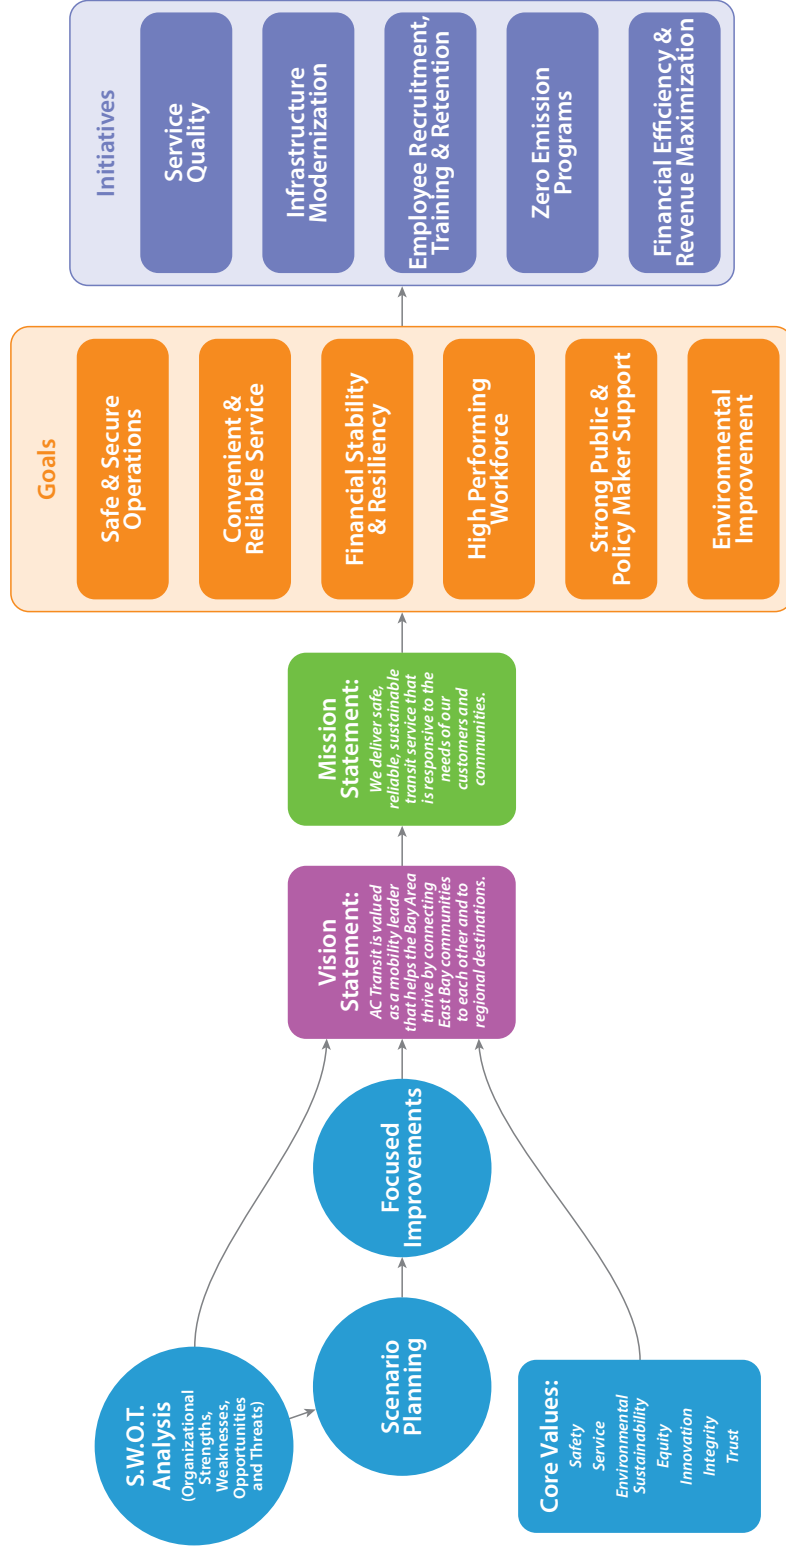 S.W.O.T.
Analysis
(Organizational
Strengths,
Weaknesses,
Opportunities
and Threats)
Scenario
Planning
Focused
Improvements
Core Values:
Safety
Service
Environmental
Sustainability
Equity
Innovation
Integrity
Trust
Vision
Statement:
AC Transit is valued
as a mobility leader
that helps the Bay Area
thrive by connecting
East Bay communities
to each other and to
regional destinations.
Mission
Statement:
We deliver safe,
reliable, sustainable
transit service that
is responsive to the
needs of our
customers and
communities.
Goals
Safe & Secure
Operations
Convenient &
Reliable Service
Financial Stability
& Resiliency
High Performing
Workforce
Strong Public &
Policy Maker Support
Environmental
Improvement
Initiatives
Service
Quality
Infrastructure
Modernization
Employee Recruitment,
Training & Retention
Zero Emission
Programs
Financial Efficiency &
Revenue Maximization